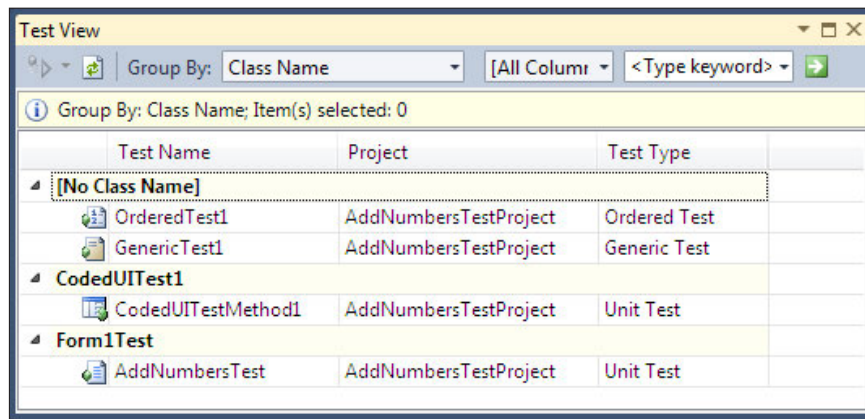 Test View
Group By: Class Name [All Colum <Type keyword>
Group By: Class Name; Item(s) selected: 0
Test Name Project Test Type
[No Class Name]
OrderedTest1 AddNumbersTestProject Ordered Test
GenericTest1 AddNumbersTestProject Generic Test
CodedUITest1
CodedUITestMethod1 AddNumbersTestProject Unit Test
Form1Test
AddNumbersTest AddNumbersTestProject Unit Test